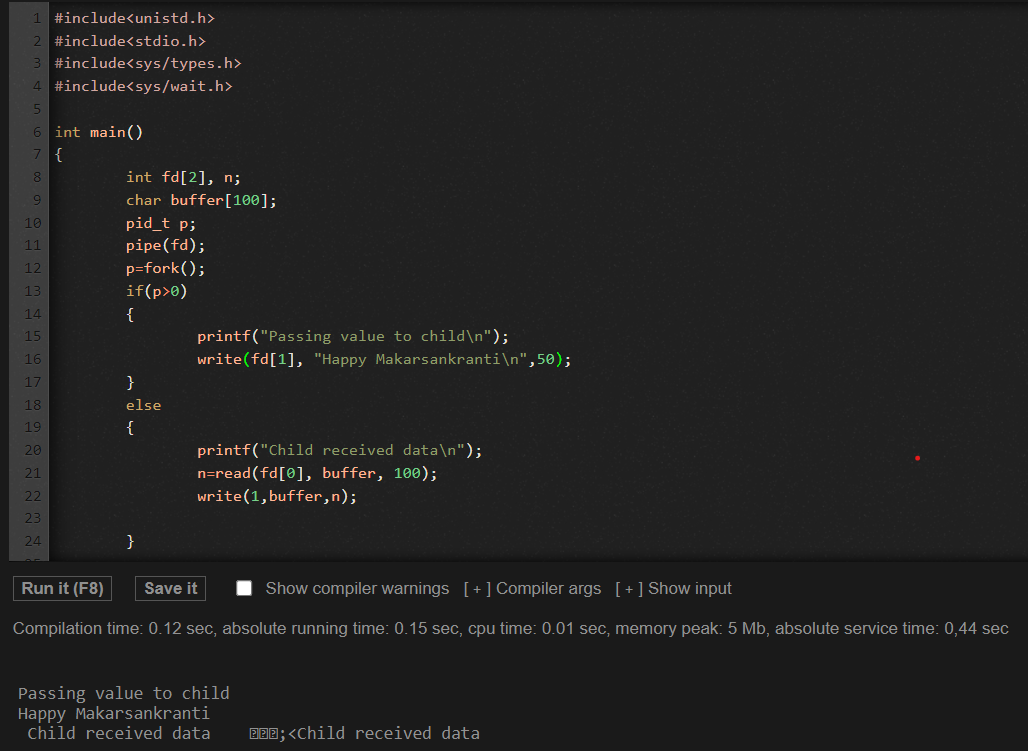 1 #include<unistd.h>
2 #include<stdio.h>
3 #include<sys/types.h>
4 #include<sys/wait.h>
5
6 int main()
7 {
8 int fd[2], n;
9 char buffer[100];
10 pid_t p;
11 pipe(fd);
12 p=fork();
13 if(p>0)
14 {
15 printf("Passing value to child\n");
16 write(fd[1], "Happy Makarsankranti\n",50);
17 }
18 else
19 {
20 printf("Child received data\n");
21 n=read(fd[0], buffer, 100);
22 write(1,buffer,n);
23
24 }
Run it (F8) Save it Show compiler warnings [ + ] Compiler args [ + ] Show input
Compilation time: 0.12 sec, absolute running time: 0.15 sec, cpu time: 0.01 sec, memory peak: 5 Mb, absolute service time: 0,44 sec
Passing value to child
Happy Makarsankranti
Child received data ;<Child received data